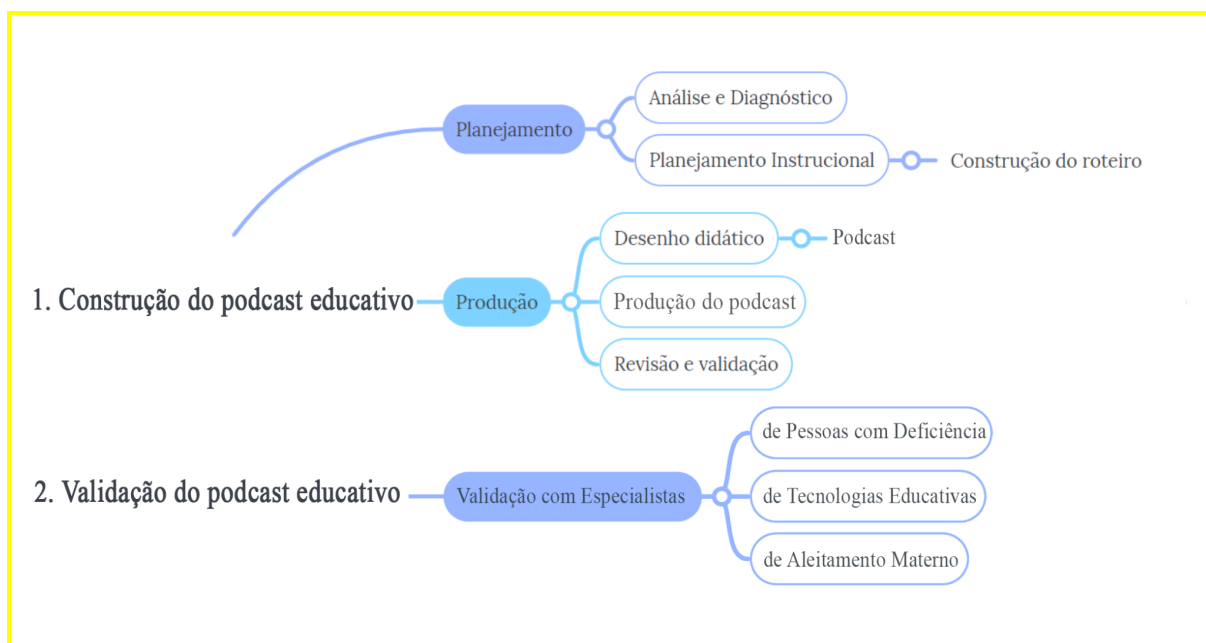 Análise e Diagnóstico
Planejamento
Planejamento Instrucional
Construção do roteiro
Desenho didático
Podcast
1. Construção do podcast educativo
Produção
Produção do podcast
Revisão e validação
de Pessoas com Deficiência
2. Validação do podcast educativo
Validação com Especialistas
de Tecnologias Educativas
de Aleitamento Materno